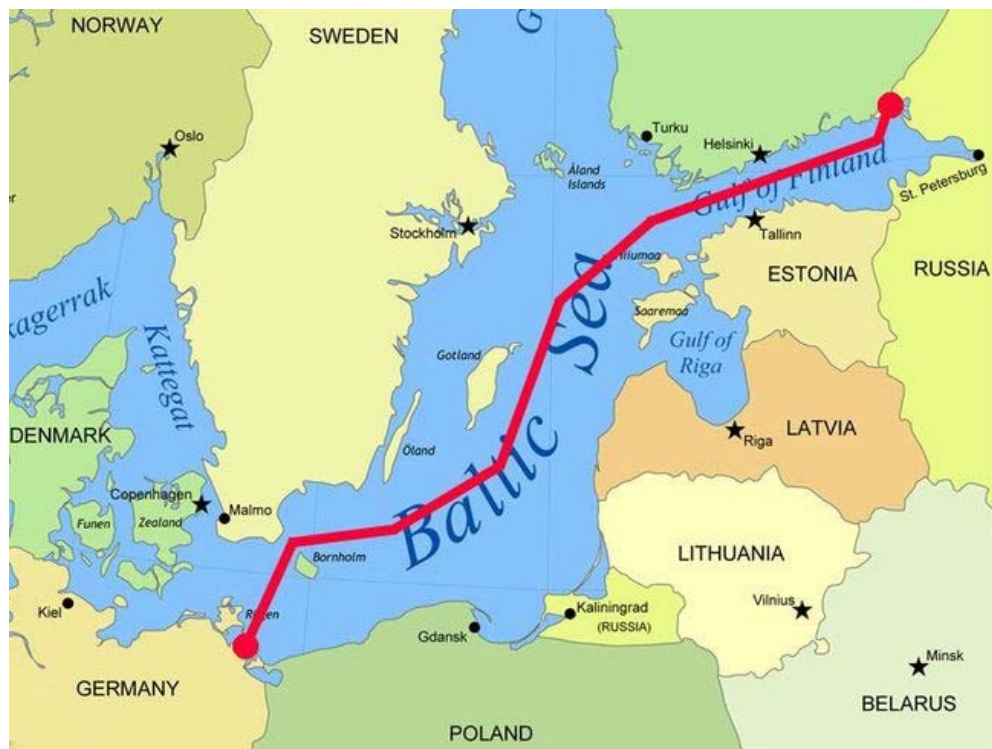 NORWAY
SWEDEN
G
Oslo
Turku
Helsinki
Åland
Islands
Gulf of Finland
St. Petersburg
Stockholm
Tallinn
ESTONIA
RUSSIA
Saaremaa
kagerrak
Kattegat
Gotland
Gulf of
Riga
Baltic Sea
DENMARK
Öland
Riga
LATVIA
Copenhagen
Malmo
Funen
Zealand
Bornholm
LITHUANIA
Kiel
Vilnius
Kaliningrad
(RUSSIA)
Gdansk
Minsk
GERMANY
BELARUS
POLAND